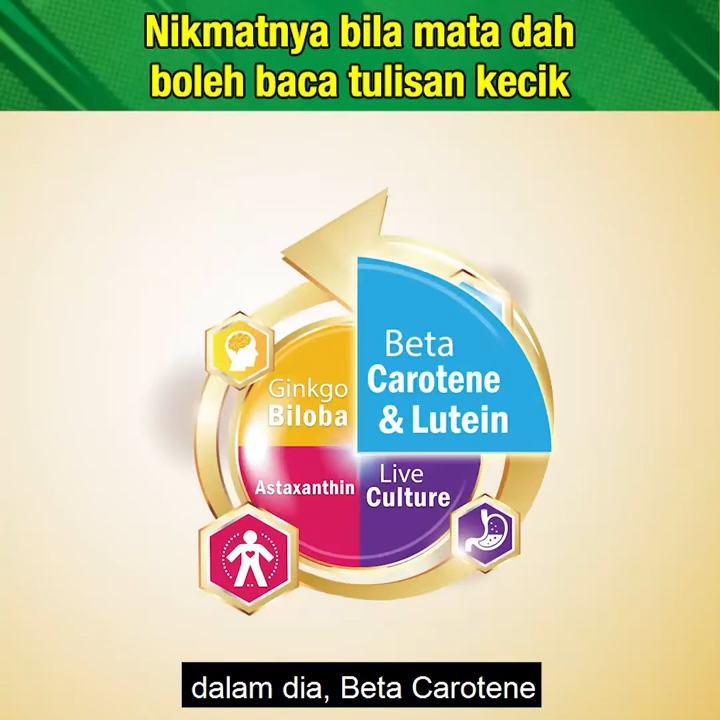 Nikmatnya bila mata dah
boleh baca tulisan kecik
Beta
Carotene
& Lutein
Ginkgo
Biloba
Astaxanthin
Live
Culture
dalam dia, Beta Carotene